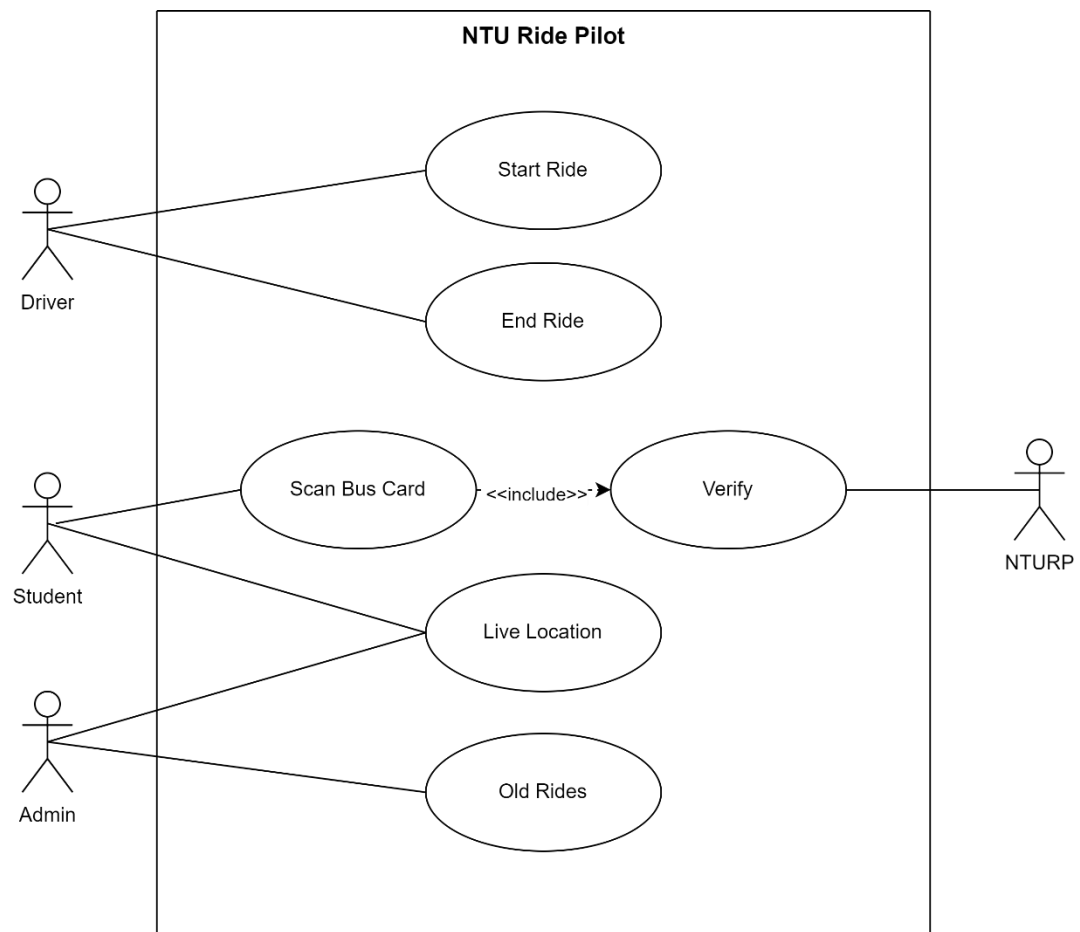 NTU Ride Pilot
Start Ride
Driver
End Ride
Scan Bus Card
<<include>>
Verify
Student
NTURP
Live Location
Admin
Old Rides